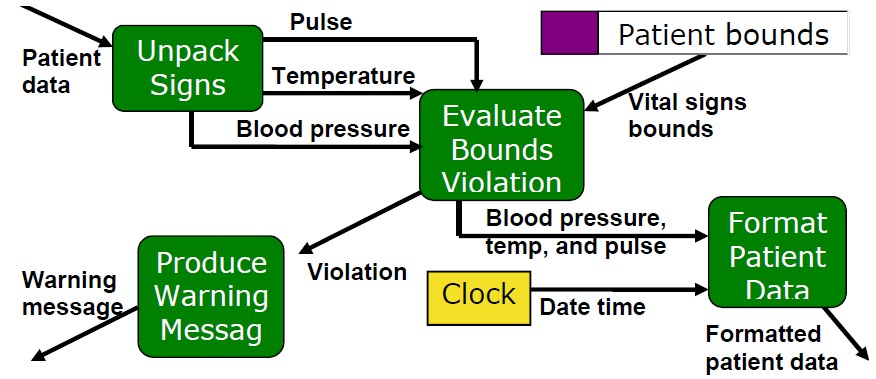 Pulse
Patient bounds
Patient
data
Unpack
Signs
Temperature
Vital signs
bounds
Evaluate
Bounds
Violation
Blood pressure
Blood pressure,
temp, and pulse
Format
Patient
Data
Produce
Warning
Messag
Violation
Warning
message
Clock
Date time
Formatted
patient data